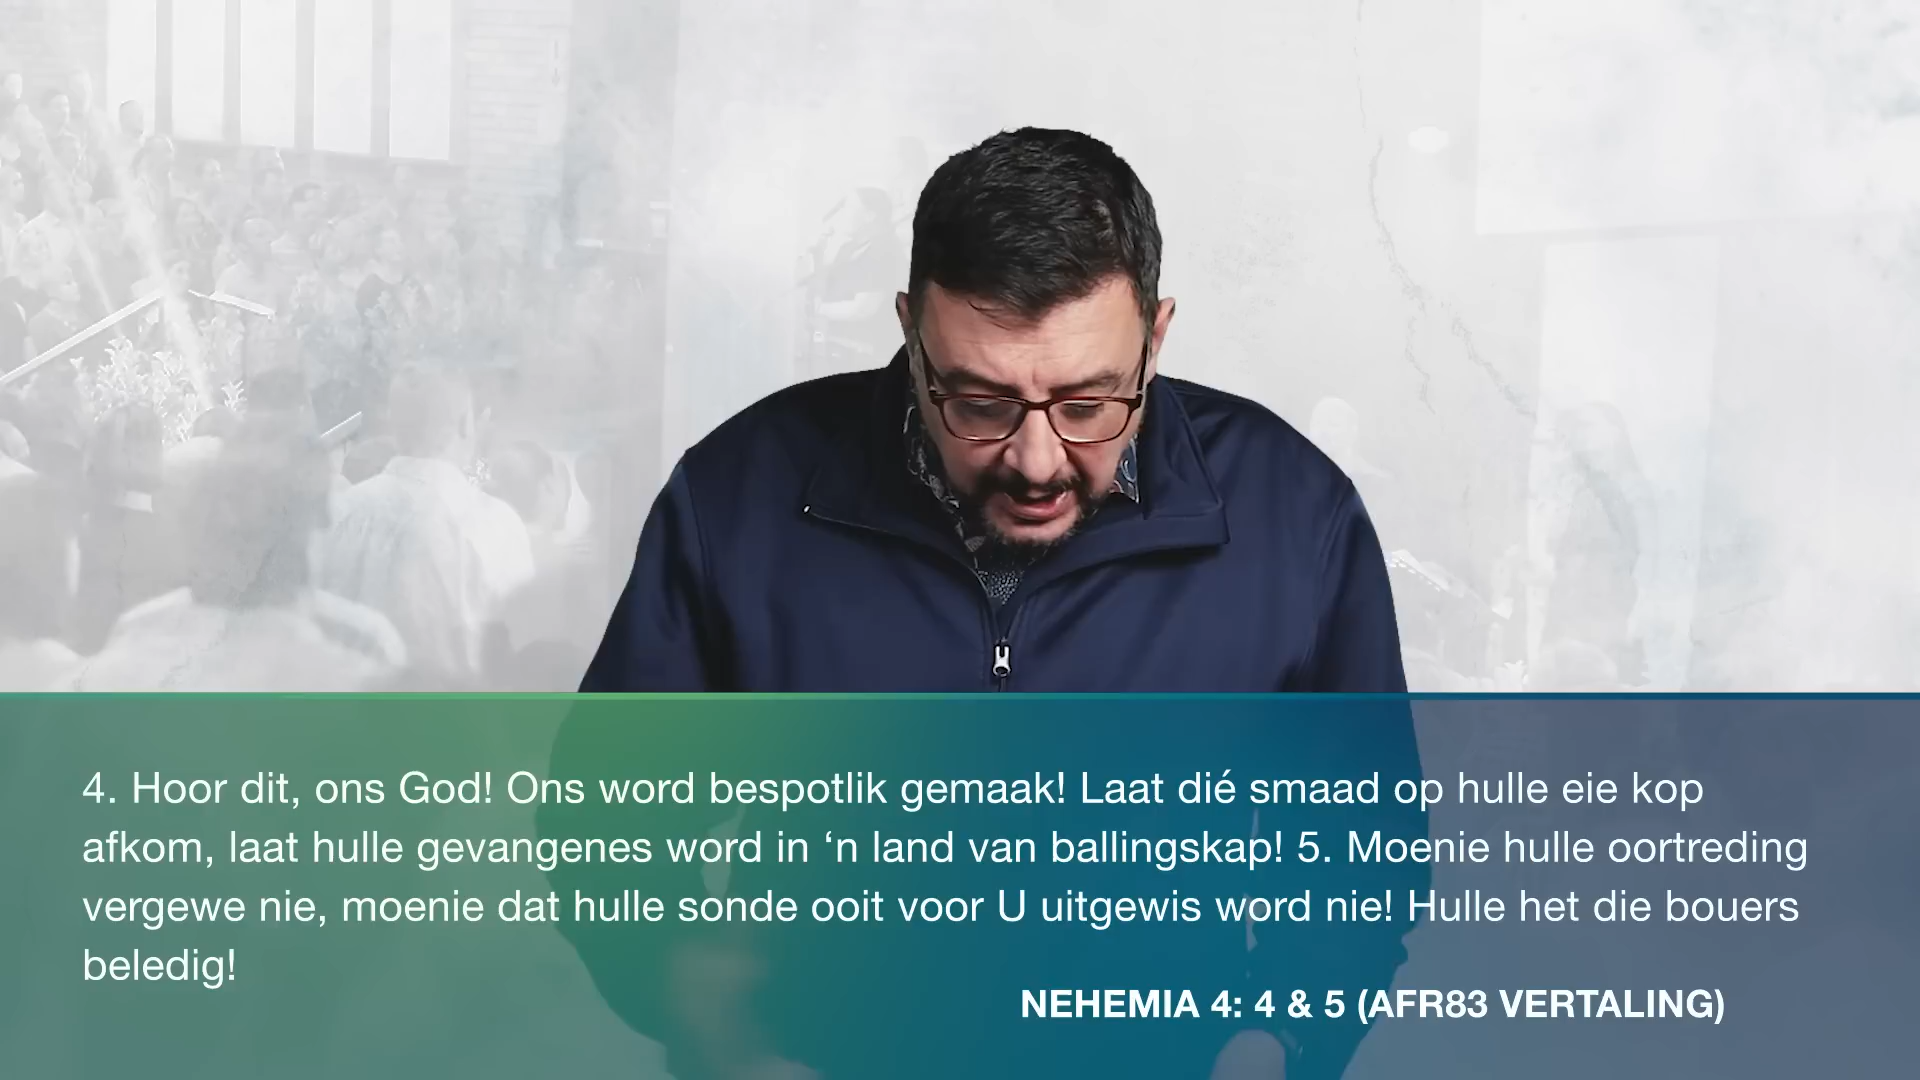 4. Hoor dit, ons God! Ons word bespotlik gemaak! Laat dié smaad op hulle eie kop
afkom, laat hulle gevangenes word in ‘n land van ballingskap! 5. Moenie hulle oortreding
vergewe nie, moenie dat hulle sonde ooit voor U uitgewis word nie! Hulle het die bouers
beledig!
NEHEMIA 4: 4 & 5 (AFR83 VERTALING)